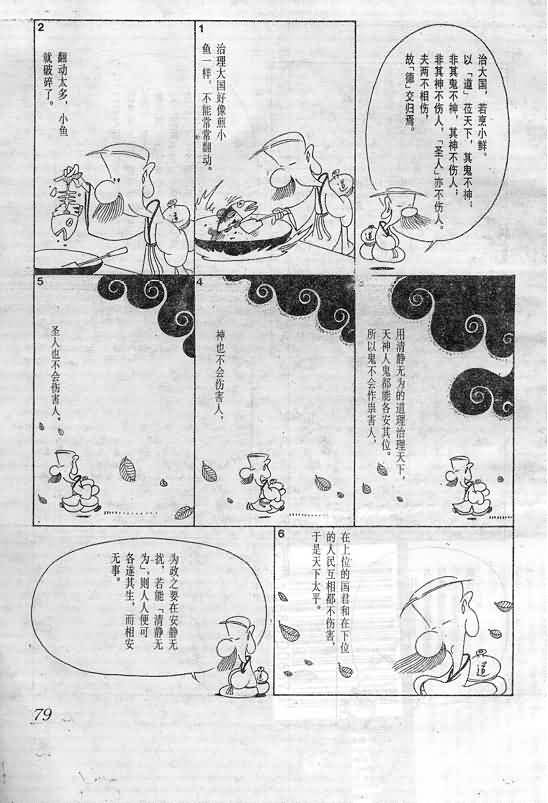 治大国，若烹小鲜。
以「道」莅天下，其鬼不神；
非其鬼不神，其神不伤人；
非其神不伤人，「圣人」亦不伤人。
夫两不相伤，
故「德」交归焉。
道
1
治理大国好像煎小
鱼一样，不能常常翻动。
道
2
翻动太多，小鱼
就破碎了。
用清静无为的道理治理天下，
天神人鬼都能各安其位。
所以鬼不会作祟害人，
4
神也不会伤害人，
5
圣人也不会伤害人，
6
在上位的国君和在下位
的人民互相都不伤害，
于是天下太平。
道
为政之要在安静无
扰，若能「清静无
为」，则人人便可
各遂其生，而相安
无事。
79